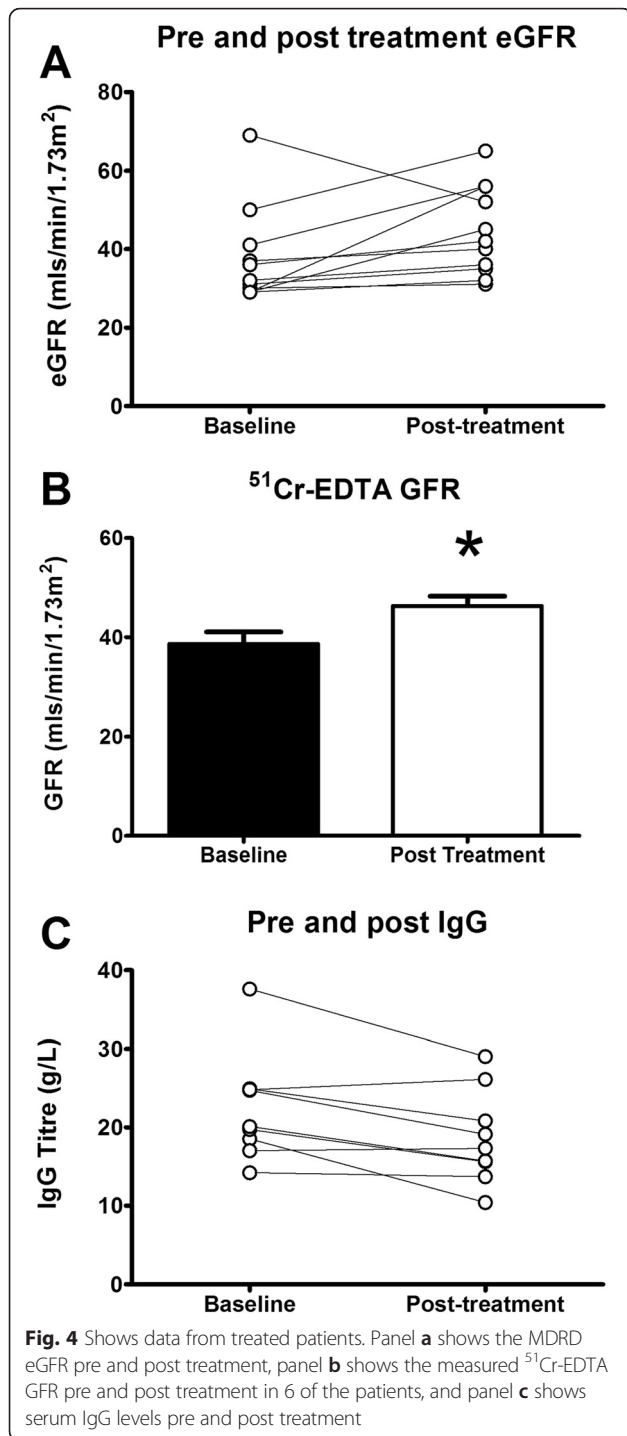 A
Pre and post treatment eGFR
eGFR (mls/min/1.73m²)
80
60
40
20
0
Baseline
Post-treatment
B
⁵¹Cr-EDTA GFR
GFR (mls/min/1.73m²)
60
40
20
0
*
Baseline
Post Treatment
C
Pre and post IgG
IgG Titre (g/L)
40
30
20
10
0
Baseline
Post-treatment
Fig. 4 Shows data from treated patients. Panel a shows the MDRD
eGFR pre and post treatment, panel b shows the measured ⁵¹Cr-EDTA
GFR pre and post treatment in 6 of the patients, and panel c shows
serum IgG levels pre and post treatment